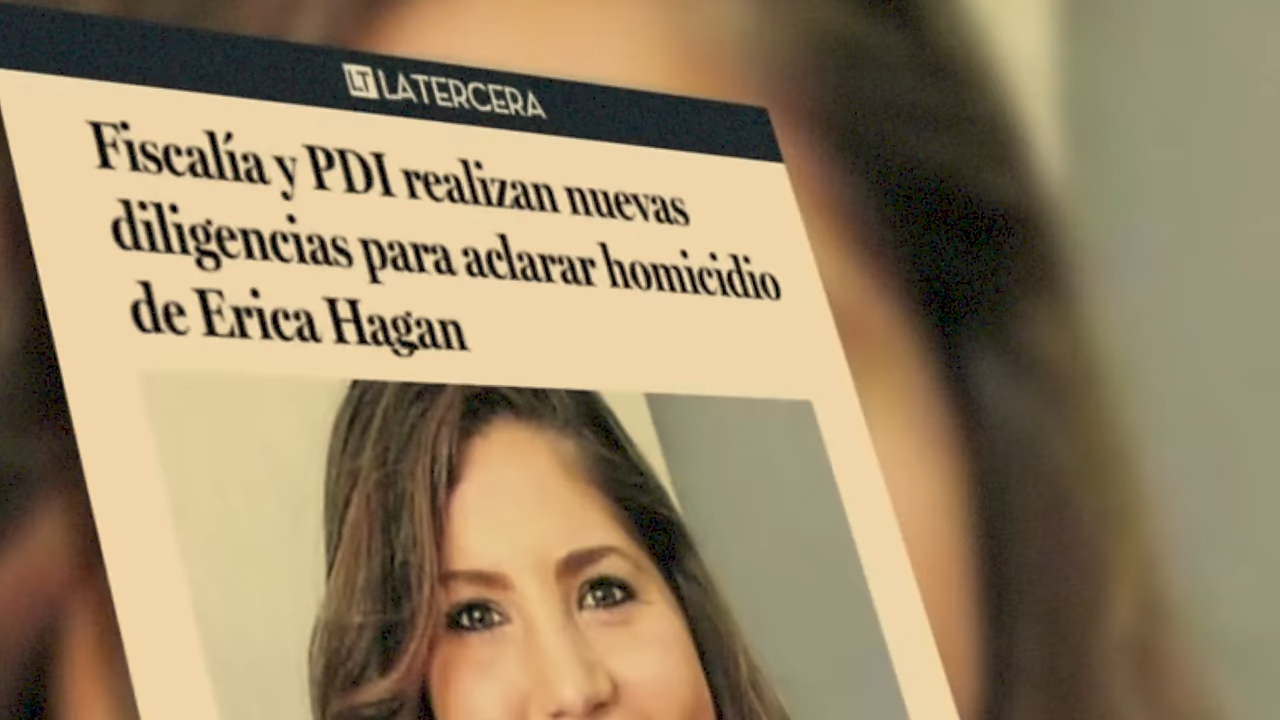 LT LATERCERA
Fiscalía y PDI realizan nuevas
diligencias para aclarar homicidio
de Erica Hagan